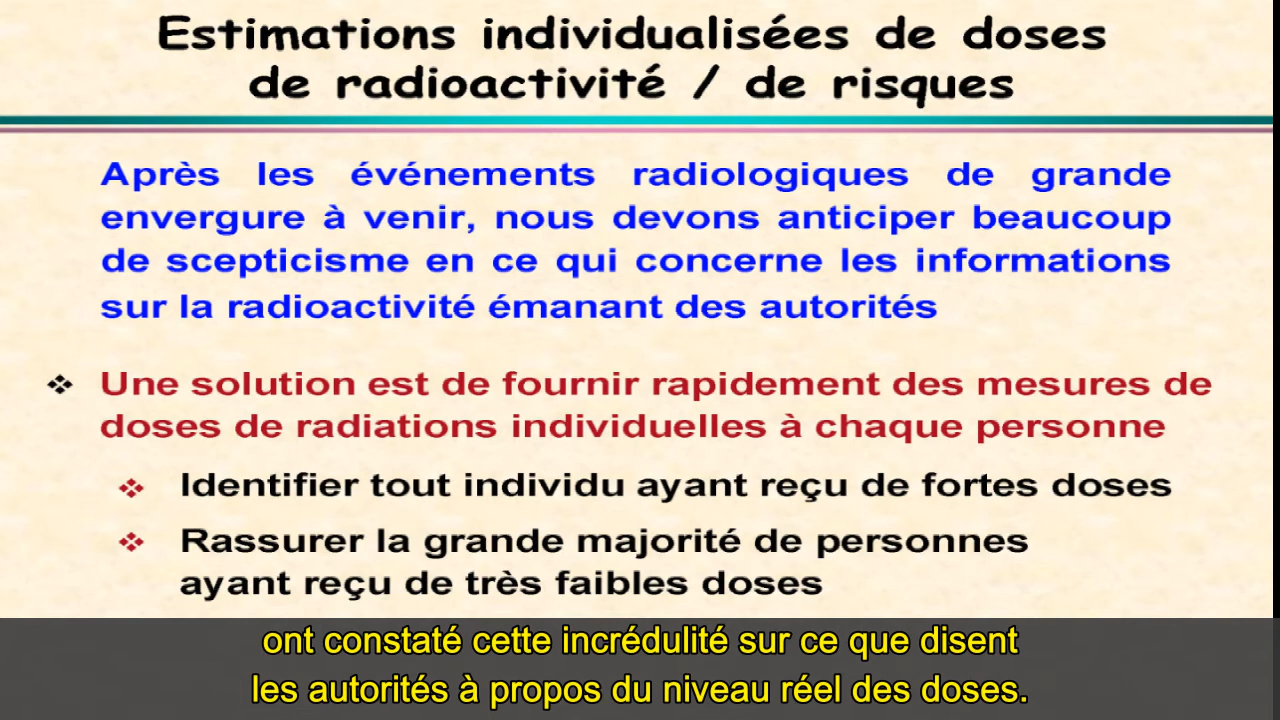 Estimations individualisées de doses
de radioactivité / de risques
Après les événements radiologiques de grande
envergure à venir, nous devons anticiper beaucoup
de scepticisme en ce qui concerne les informations
sur la radioactivité émanant des autorités
❖ Une solution est de fournir rapidement des mesures de
doses de radiations individuelles à chaque personne
❖ Identifier tout individu ayant reçu de fortes doses
❖ Rassurer la grande majorité de personnes
ayant reçu de très faibles doses
ont constaté cette incrédulité sur ce que disent
les autorités à propos du niveau réel des doses.